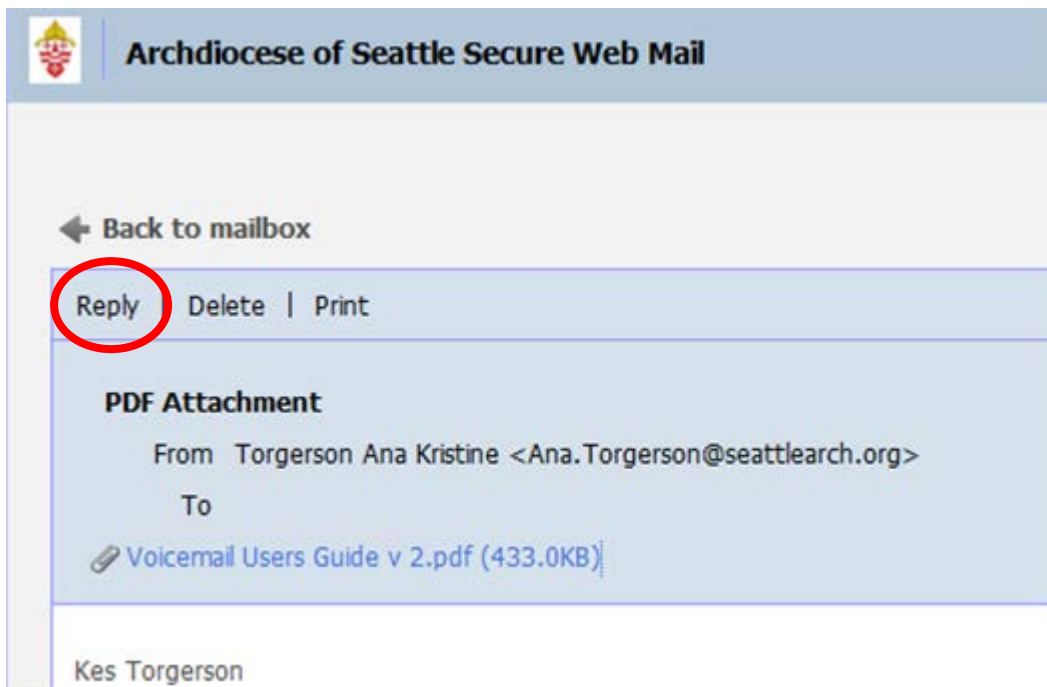 Archdiocese of Seattle Secure Web Mail
Back to mailbox
Reply | Delete | Print
PDF Attachment
From Torgerson Ana Kristine <Ana.Torgerson@seattlearch.org>
To
Voicemail Users Guide v 2.pdf (433.0KB)
Kes Torgerson